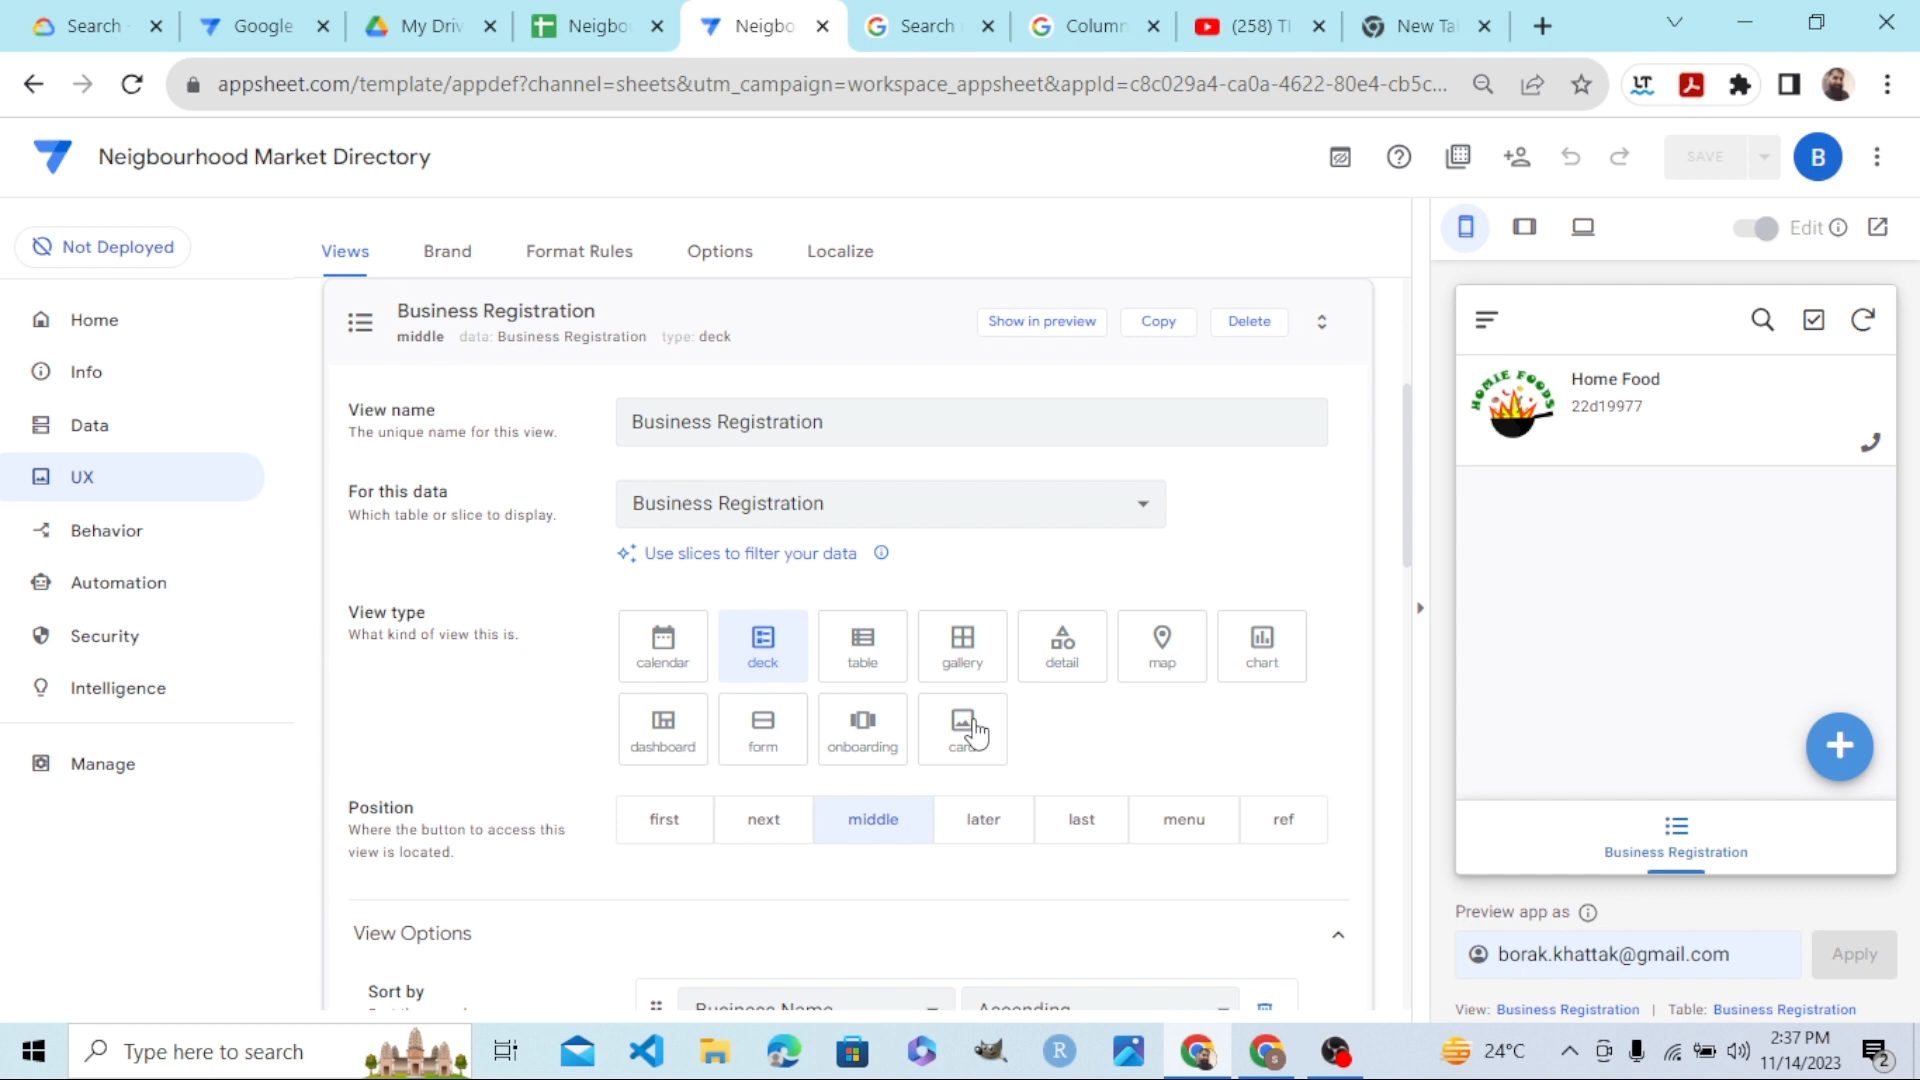 Search
Google
My Driv
Neigbo
Neigbo
Search
Column
(258) Tl
New Ta
appsheet.com/template/appdef?channel=sheets&utm_campaign=workspace_appsheet&appId=c8c029a4-ca0a-4622-80e4-cb5c...
LT
Neigbourhood Market Directory
SAVE
B
Not Deployed
Home
Info
Data
UX
Behavior
Automation
Security
Intelligence
Manage
Views Brand Format Rules Options Localize
Business Registration
middle data: Business Registration type: deck
Show in preview
Copy
Delete
View name
The unique name for this view.
Business Registration
For this data
Which table or slice to display.
Business Registration
Use slices to filter your data
View type
What kind of view this is.
calendar deck table gallery detail map chart
dashboard form onboarding card
Position
Where the button to access this
view is located.
first next middle later last menu ref
View Options
Sort by
Business Name
Ascending
Edit
HOMIE FOODS
Home Food
22d19977
Business Registration
Preview app as
borak.khattak@gmail.com
Apply
View: Business Registration | Table: Business Registration
Type here to search
R
24°C
2:37 PM
11/14/2023
2